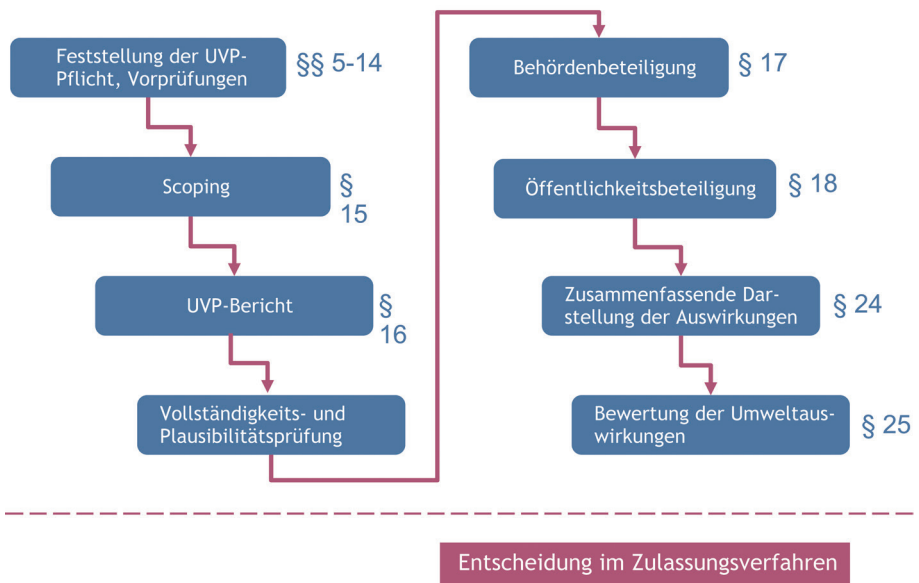 Feststellung der UVP-
Pflicht, Vorprüfungen
§§ 5-14
Scoping
§
15
UVP-Bericht
§
16
Vollständigkeits- und
Plausibilitätsprüfung
Behördenbeteiligung
§ 17
Öffentlichkeitsbeteiligung
§ 18
Zusammenfassende Dar-
stellung der Auswirkungen
§ 24
Bewertung der Umweltaus-
wirkungen
§ 25
Entscheidung im Zulassungsverfahren